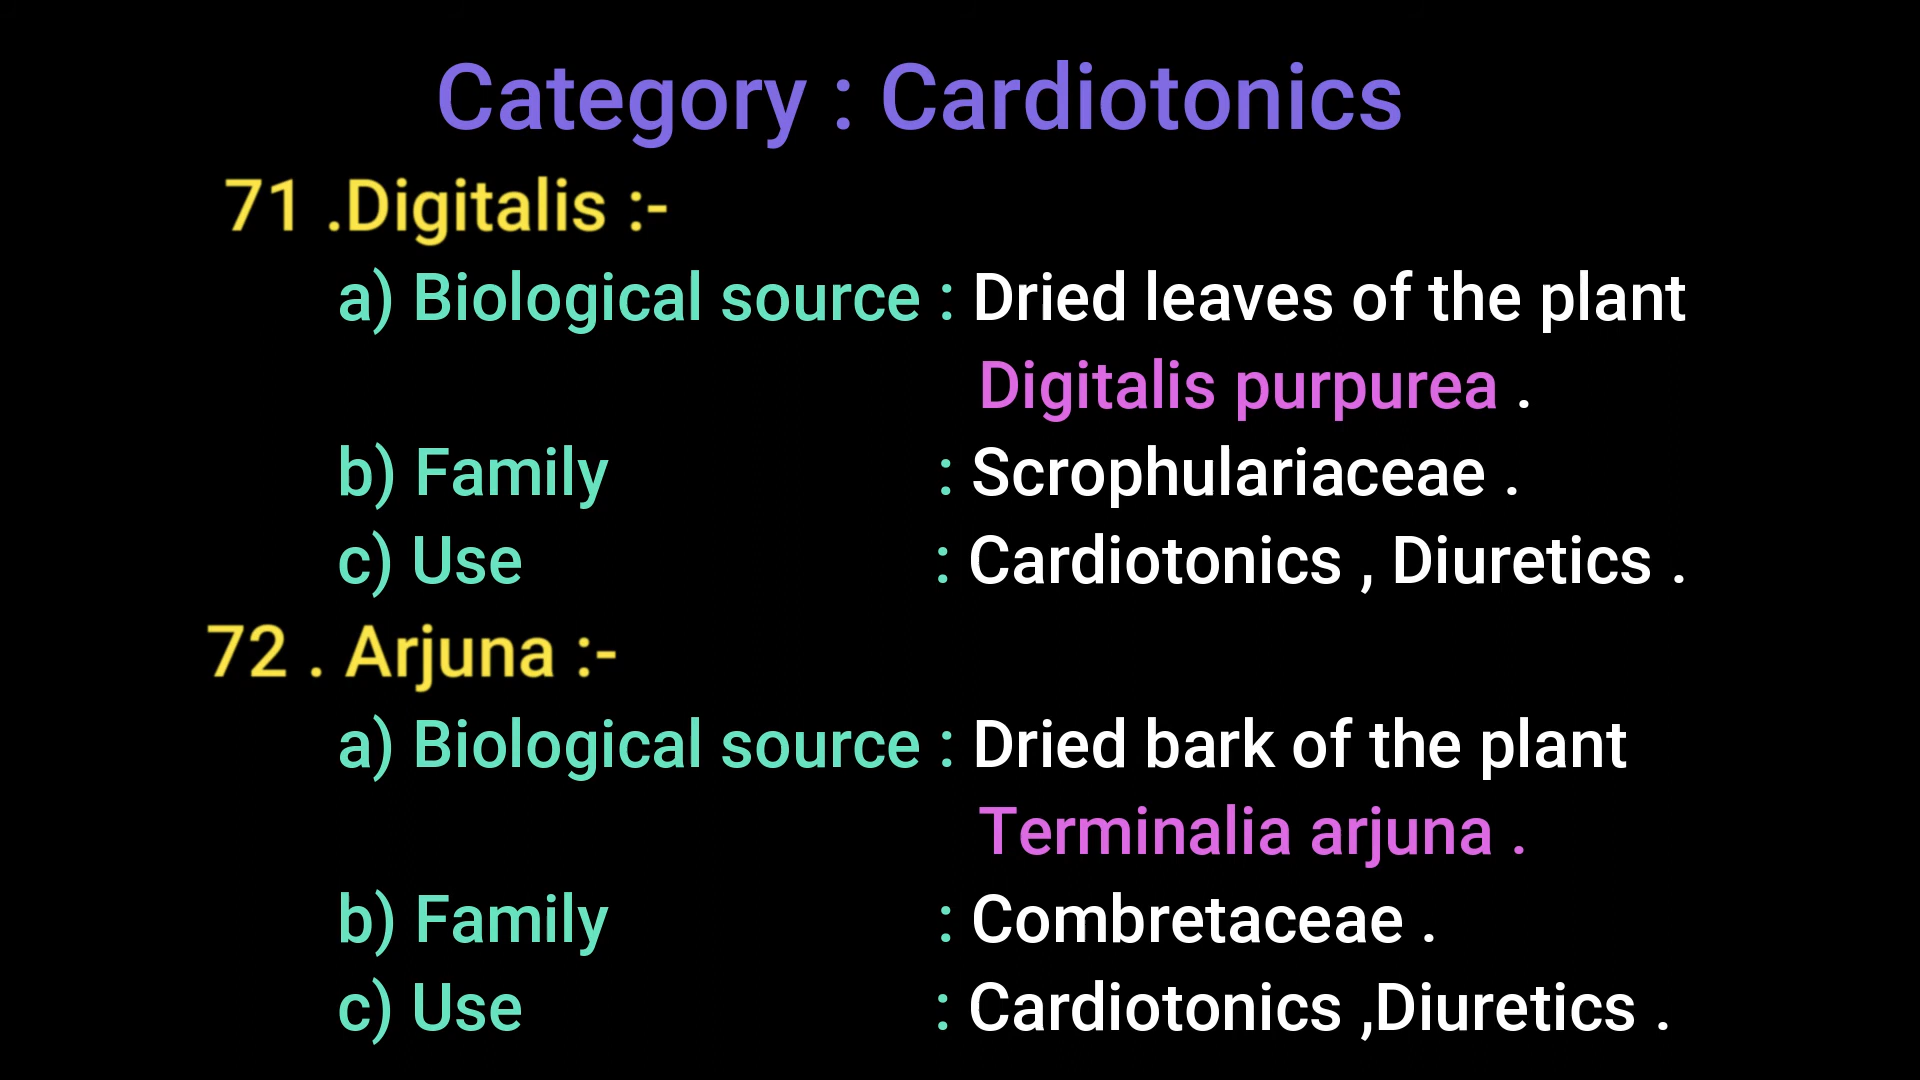 Category : Cardiotonics
71 .Digitalis :-
a) Biological source : Dried leaves of the plant
Digitalis purpurea .
b) Family : Scrophulariaceae .
c) Use : Cardiotonics , Diuretics .
72 . Arjuna :-
a) Biological source : Dried bark of the plant
Terminalia arjuna .
b) Family : Combretaceae .
c) Use : Cardiotonics ,Diuretics .